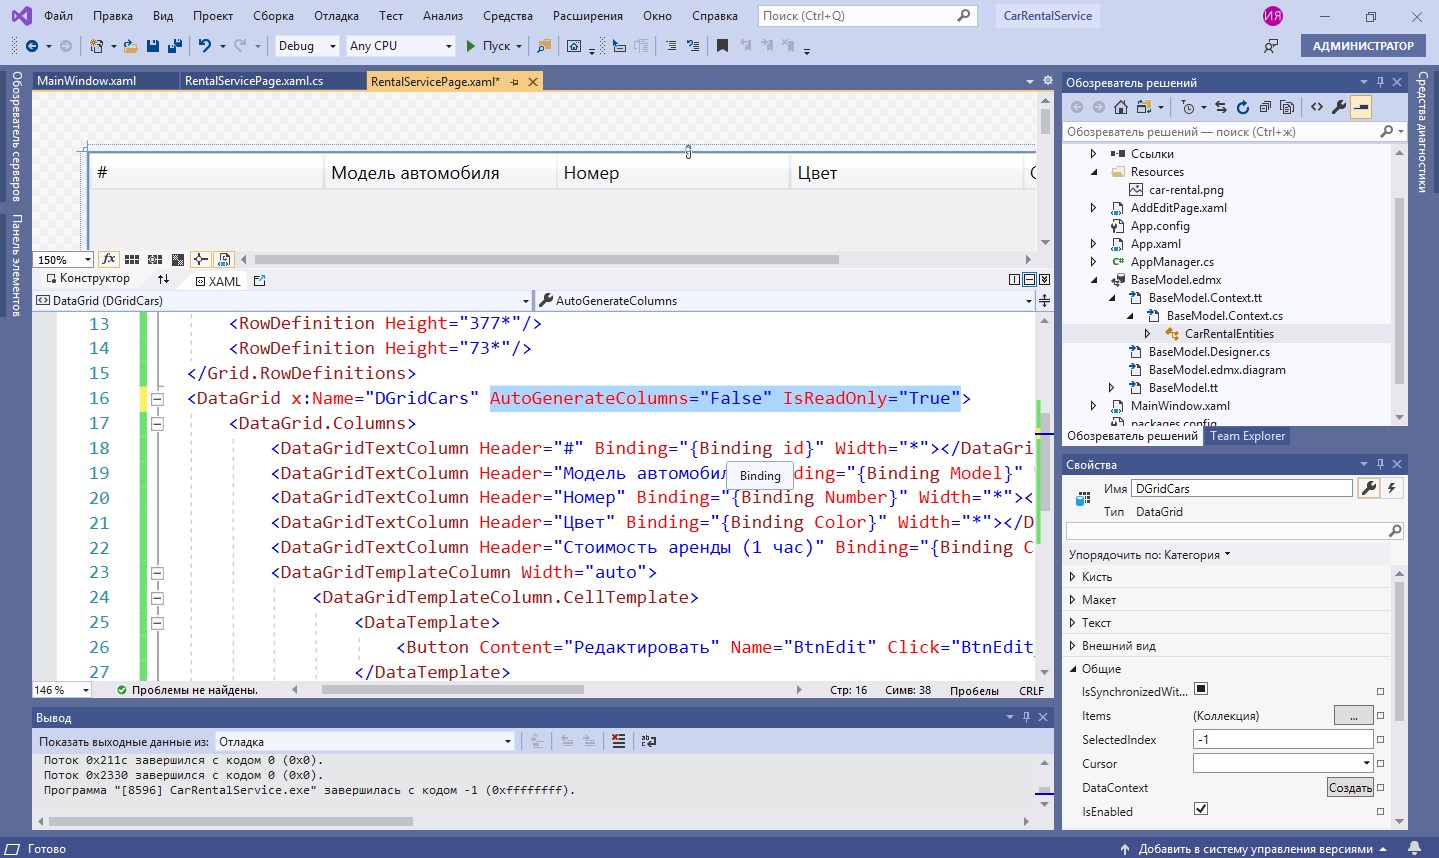 Файл Правка Вид Проект Сборка Отладка Тест Анализ Средства Расширения Окно Справка Поиск (Ctrl+Q) CarRentalService ИЯ
Debug Any CPU Пуск АДМИНИСТРАТОР
Обозреватель серверов
Панель элементов
MainWindow.xaml RentalServicePage.xaml.cs RentalServicePage.xaml*
# Модель автомобиля Номер Цвет
150% fx
Конструктор XAML
DataGrid (DGridCars) AutoGenerateColumns
13 <RowDefinition Height="377*"/>
14 <RowDefinition Height="73*"/>
15 </Grid.RowDefinitions>
16 <DataGrid x:Name="DGridCars" AutoGenerateColumns="False" IsReadOnly="True">
17 <DataGrid.Columns>
18 <DataGridTextColumn Header="#" Binding="{Binding id}" Width="*"></DataGri
19 <DataGridTextColumn Header="Модель автомобил ding="{Binding Model}"
Binding
20 <DataGridTextColumn Header="Номер" Binding="{Binding Number}" Width="*"><
21 <DataGridTextColumn Header="Цвет" Binding="{Binding Color}" Width="*"></D
22 <DataGridTextColumn Header="Стоимость аренды (1 час)" Binding="{Binding C
23 <DataGridTemplateColumn Width="auto">
24 <DataGridTemplateColumn.CellTemplate>
25 <DataTemplate>
26 <Button Content="Редактировать" Name="BtnEdit" Click="BtnEdit_
27 </DataTemplate>
146 % Проблемы не найдены. Стр: 16 Симв: 38 Пробелы CRLF
Вывод
Показать выходные данные из: Отладка
Поток 0x211c завершился с кодом 0 (0x0).
Поток 0x2330 завершился с кодом 0 (0x0).
Программа "[8596] CarRentalService.exe" завершилась с кодом -1 (0xffffffff).
Обозреватель решений
Обозреватель решений — поиск (Ctrl+ж)
Ссылки
Resources
car-rental.png
AddEditPage.xaml
App.config
App.xaml
C# AppManager.cs
BaseModel.edmx
BaseModel.Context.tt
BaseModel.Context.cs
CarRentalEntities
BaseModel.Designer.cs
BaseModel.edmx.diagram
BaseModel.tt
MainWindow.xaml
packages.config
Обозреватель решений Team Explorer
Свойства
Имя DGridCars
Тип DataGrid
Упорядочить по: Категория
Кисть
Макет
Текст
Внешний вид
Общие
IsSynchronizedWit...
Items (Коллекция) ...
SelectedIndex -1
Cursor
DataContext Создать
IsEnabled
Средства диагностики
Готово Добавить в систему управления версиями